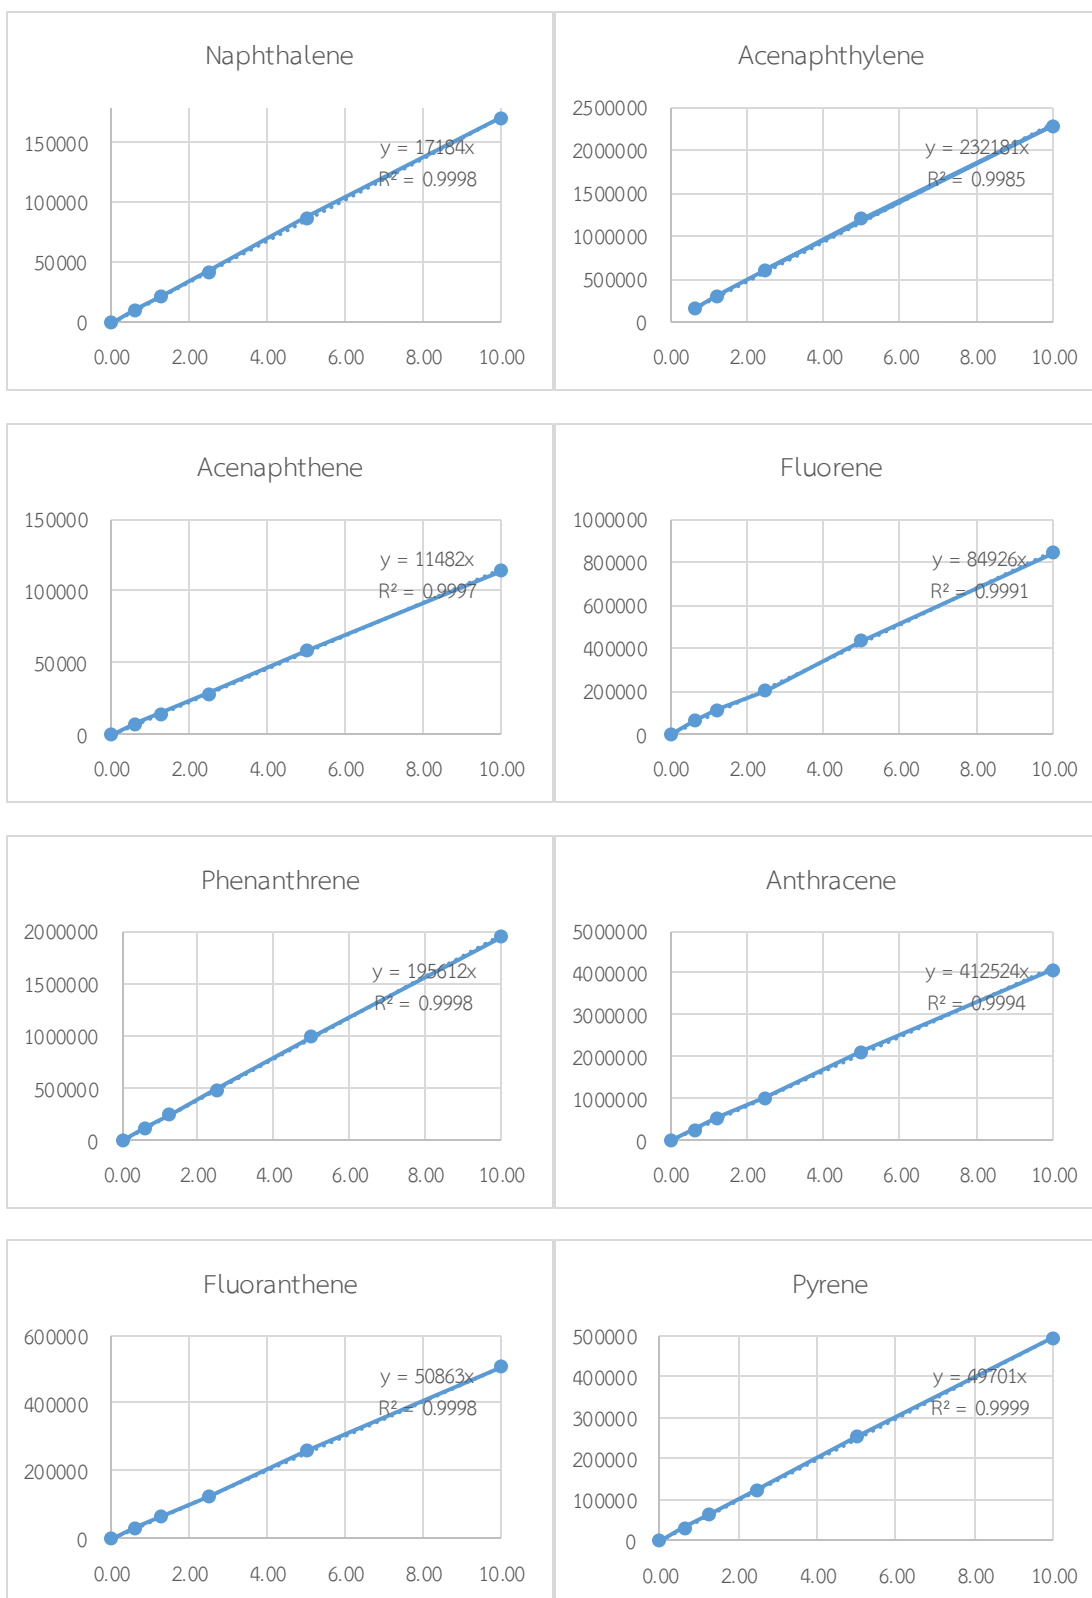 Naphthalene
150000
100000
50000
0
y = 17184x
R² = 0.9998
0.00 2.00 4.00 6.00 8.00 10.00
Acenaphthylene
2500000
2000000
1500000
1000000
500000
0
y = 232181x
R² = 0.9985
0.00 2.00 4.00 6.00 8.00 10.00
Acenaphthene
150000
100000
50000
0
y = 11482x
R² = 0.9997
0.00 2.00 4.00 6.00 8.00 10.00
Fluorene
1000000
800000
600000
400000
200000
0
y = 84926x
R² = 0.9991
0.00 2.00 4.00 6.00 8.00 10.00
Phenanthrene
2000000
1500000
1000000
500000
0
y = 195612x
R² = 0.9998
0.00 2.00 4.00 6.00 8.00 10.00
Anthracene
5000000
4000000
3000000
2000000
1000000
0
y = 412524x
R² = 0.9994
0.00 2.00 4.00 6.00 8.00 10.00
Fluoranthene
600000
400000
200000
0
y = 50863x
R² = 0.9998
0.00 2.00 4.00 6.00 8.00 10.00
Pyrene
500000
400000
300000
200000
100000
0
y = 49701x
R² = 0.9999
0.00 2.00 4.00 6.00 8.00 10.00